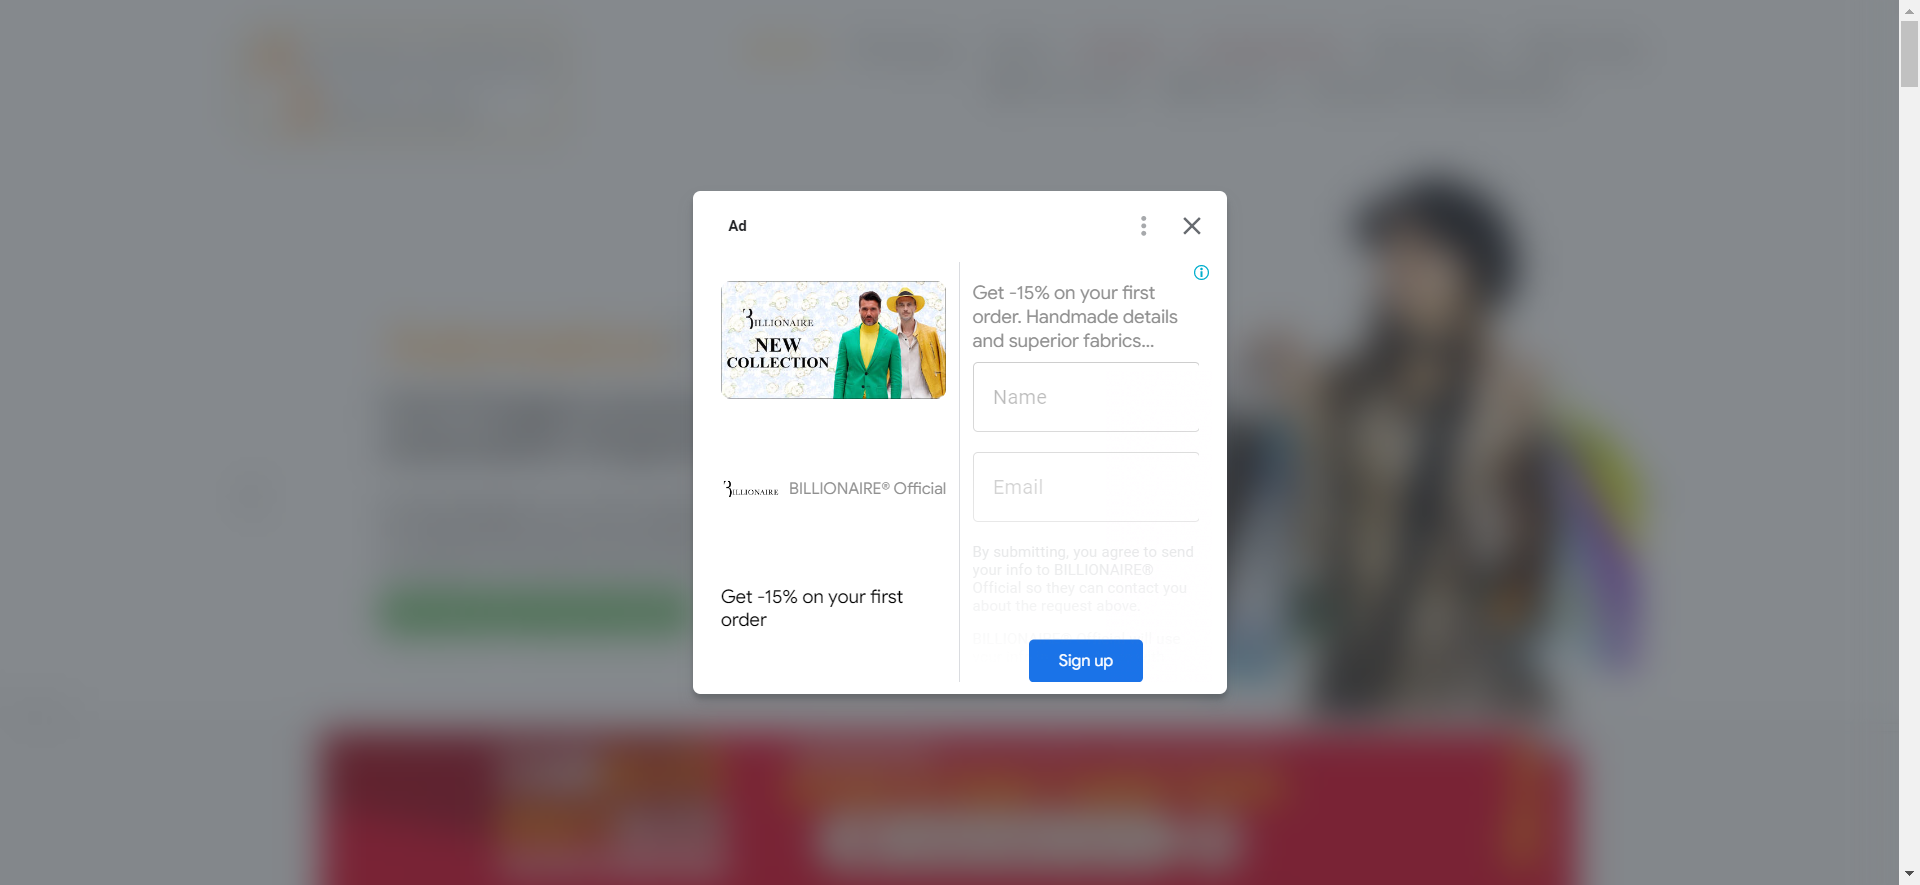 Ad
BILLIONAIRE
NEW
COLLECTION
BILLIONAIRE
BILLIONAIRE® Official
Get -15% on your first
order
Get -15% on your first
order. Handmade details
and superior fabrics...
Name
Email
By submitting, you agree to send
your info to BILLIONAIRE®
Official so they can contact you
about the request above.
Sign up